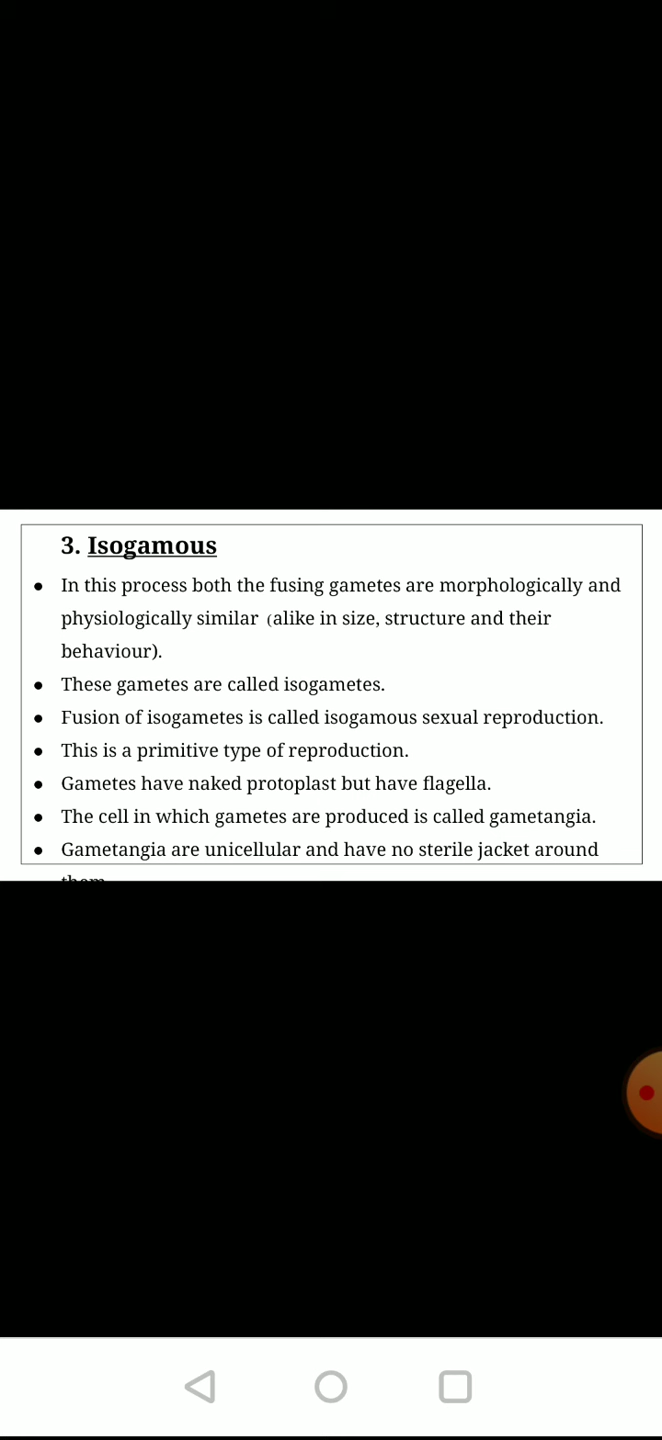 3. Isogamous
● In this process both the fusing gametes are morphologically and
physiologically similar (alike in size, structure and their
behaviour).
● These gametes are called isogametes.
● Fusion of isogametes is called isogamous sexual reproduction.
● This is a primitive type of reproduction.
● Gametes have naked protoplast but have flagella.
● The cell in which gametes are produced is called gametangia.
● Gametangia are unicellular and have no sterile jacket around